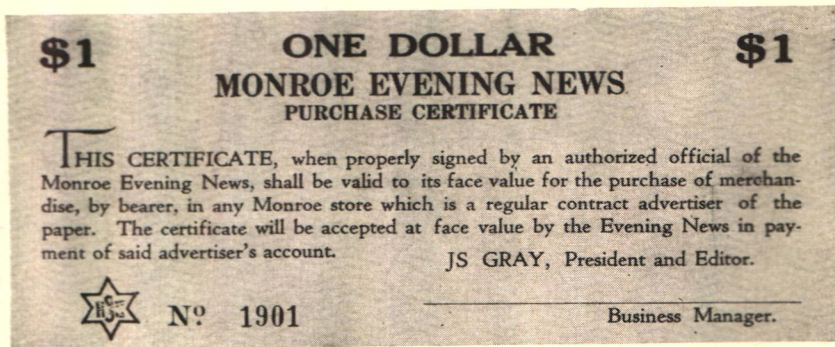 $1 ONE DOLLAR $1
MONROE EVENING NEWS
PURCHASE CERTIFICATE
THIS CERTIFICATE, when properly signed by an authorized official of the
Monroe Evening News, shall be valid to its face value for the purchase of merchan-
dise, by bearer, in any Monroe store which is a regular contract advertiser of the
paper. The certificate will be accepted at face value by the Evening News in pay-
ment of said advertiser's account.
JS GRAY, President and Editor.
Nº 1901
Business Manager.